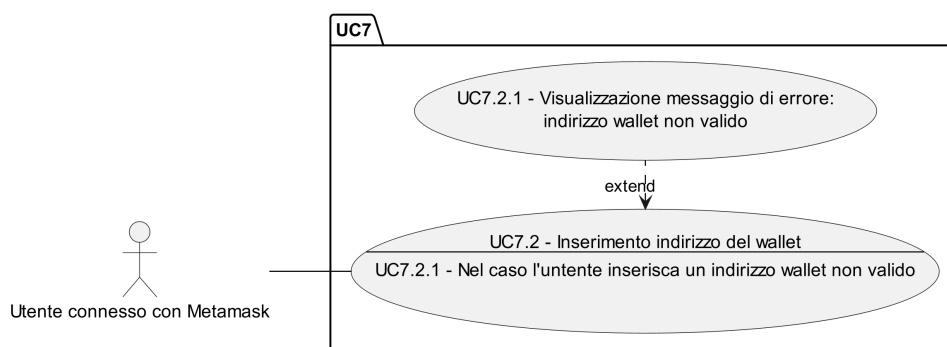 UC7
UC7.2.1 - Visualizzazione messaggio di errore:
indirizzo wallet non valido
extend
UC7.2 - Inserimento indirizzo del wallet
UC7.2.1 - Nel caso l'untente inserisca un indirizzo wallet non valido
Utente connesso con Metamask